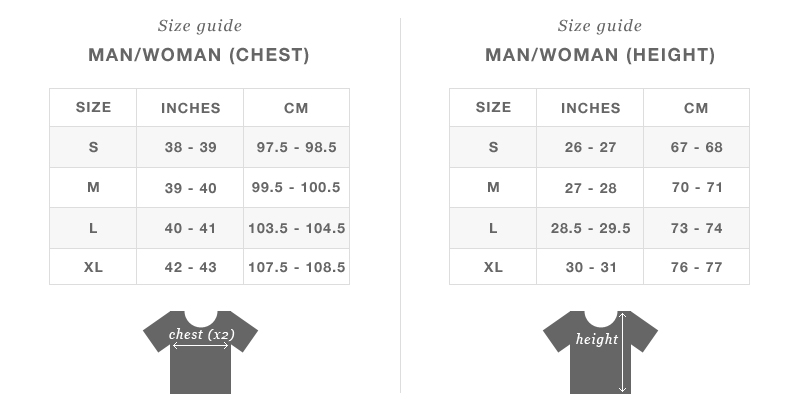 Size guide
MAN/WOMAN (CHEST)
SIZE INCHES CM
S 38 - 39 97.5 - 98.5
M 39 - 40 99.5 - 100.5
L 40 - 41 103.5 - 104.5
XL 42 - 43 107.5 - 108.5
chest (x2)
Size guide
MAN/WOMAN (HEIGHT)
SIZE INCHES CM
S 26 - 27 67 - 68
M 27 - 28 70 - 71
L 28.5 - 29.5 73 - 74
XL 30 - 31 76 - 77
height